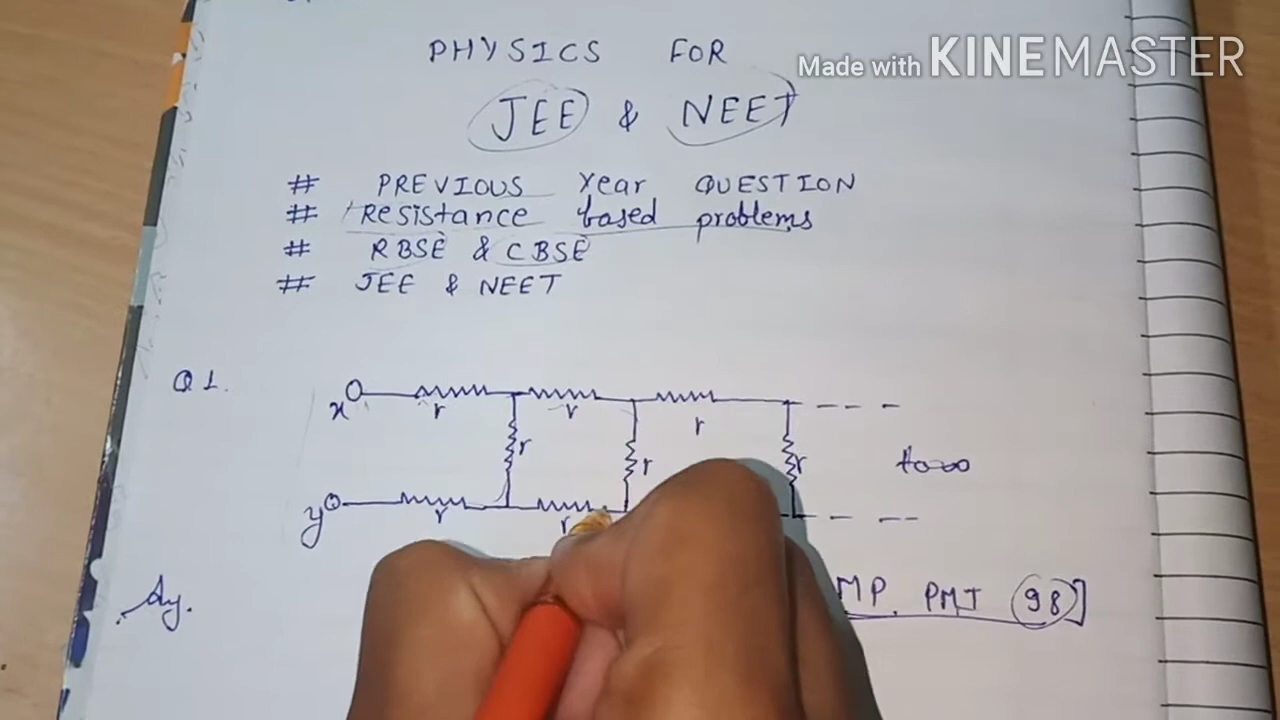 Made with KINEMASTER
PHYSICS FOR
JEE & NEET
# PREVIOUS Year QUESTION
# Resistance based problems
# RBSE & CBSE
# JEE & NEET
Q 1.
x r r r
r r r to ∞
y r r
MP. PMT 98]